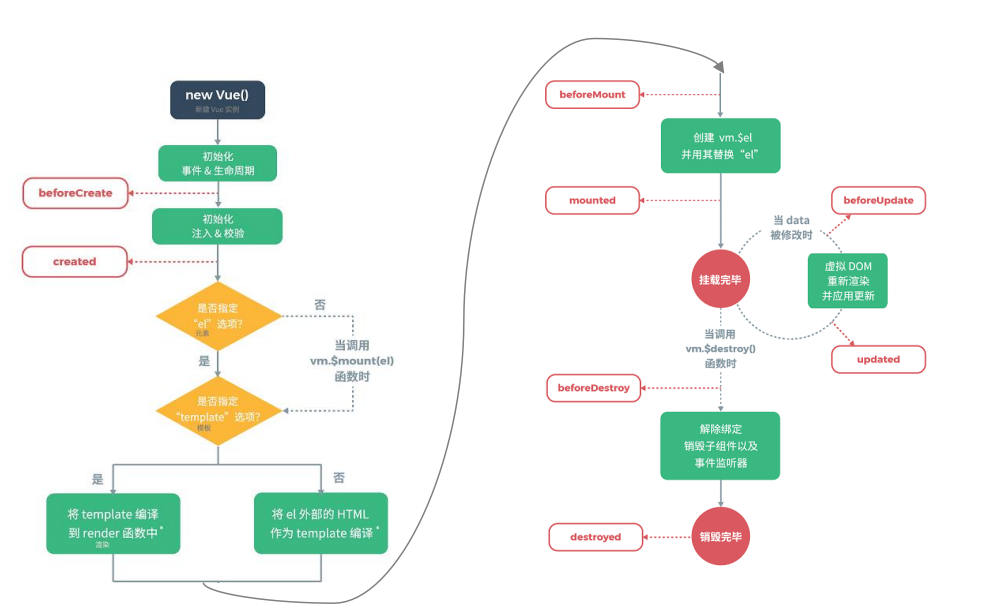 new Vue()
新建 Vue 实例
初始化
事件 & 生命周期
beforeCreate
初始化
注入 & 校验
created
是否指定
“el” 选项?
元素
否
是
当调用
vm.$mount(el)
函数时
是否指定
“template” 选项?
模板
是
否
将 template 编译
到 render 函数中*
渲染
将 el 外部的 HTML
作为 template 编译*
beforeMount
创建 vm.$el
并用其替换 “el”
mounted
挂载完毕
当 data
被修改时
beforeUpdate
虚拟 DOM
重新渲染
并应用更新
updated
当调用
vm.$destroy()
函数时
beforeDestroy
解除绑定
销毁子组件以及
事件监听器
销毁完毕
destroyed